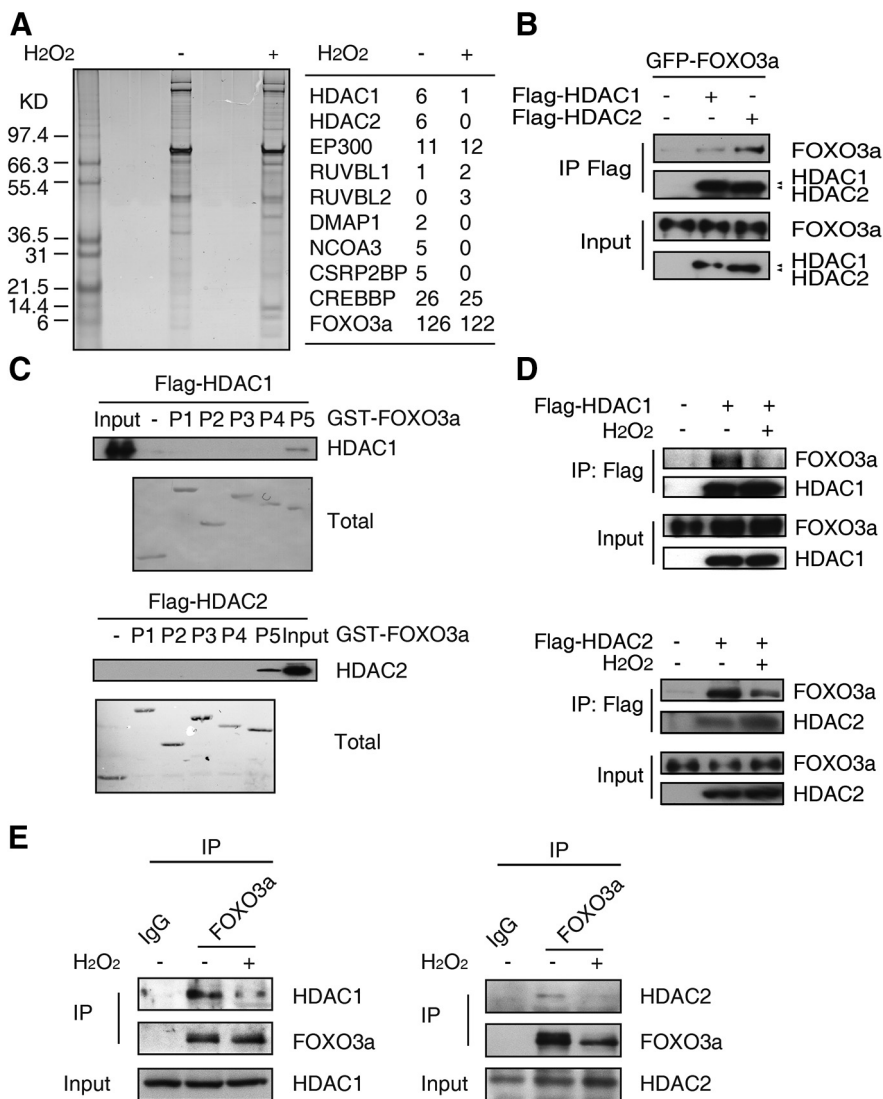 A
H2O2 - +
KD
97.4
66.3
55.4
36.5
31
21.5
14.4
6
H2O2 - +
HDAC1 6 1
HDAC2 6 0
EP300 11 12
RUVBL1 1 2
RUVBL2 0 3
DMAP1 2 0
NCOA3 5 0
CSRP2BP 5 0
CREBBP 26 25
FOXO3a 126 122
B
GFP-FOXO3a
Flag-HDAC1 - +
Flag-HDAC2 - - +
IP Flag
FOXO3a
HDAC1
HDAC2
Input
FOXO3a
HDAC1
HDAC2
C
Flag-HDAC1
Input - P1 P2 P3 P4 P5 GST-FOXO3a
HDAC1
Total
Flag-HDAC2
- P1 P2 P3 P4 P5 Input GST-FOXO3a
HDAC2
Total
D
Flag-HDAC1 - + +
H2O2 - - +
IP: Flag
FOXO3a
HDAC1
Input
FOXO3a
HDAC1
Flag-HDAC2 - + +
H2O2 - - +
IP: Flag
FOXO3a
HDAC2
Input
FOXO3a
HDAC2
E
IP
IgG FOXO3a
H2O2 - - +
IP
HDAC1
FOXO3a
Input HDAC1
IP
IgG FOXO3a
H2O2 - - +
IP
HDAC2
FOXO3a
Input HDAC2